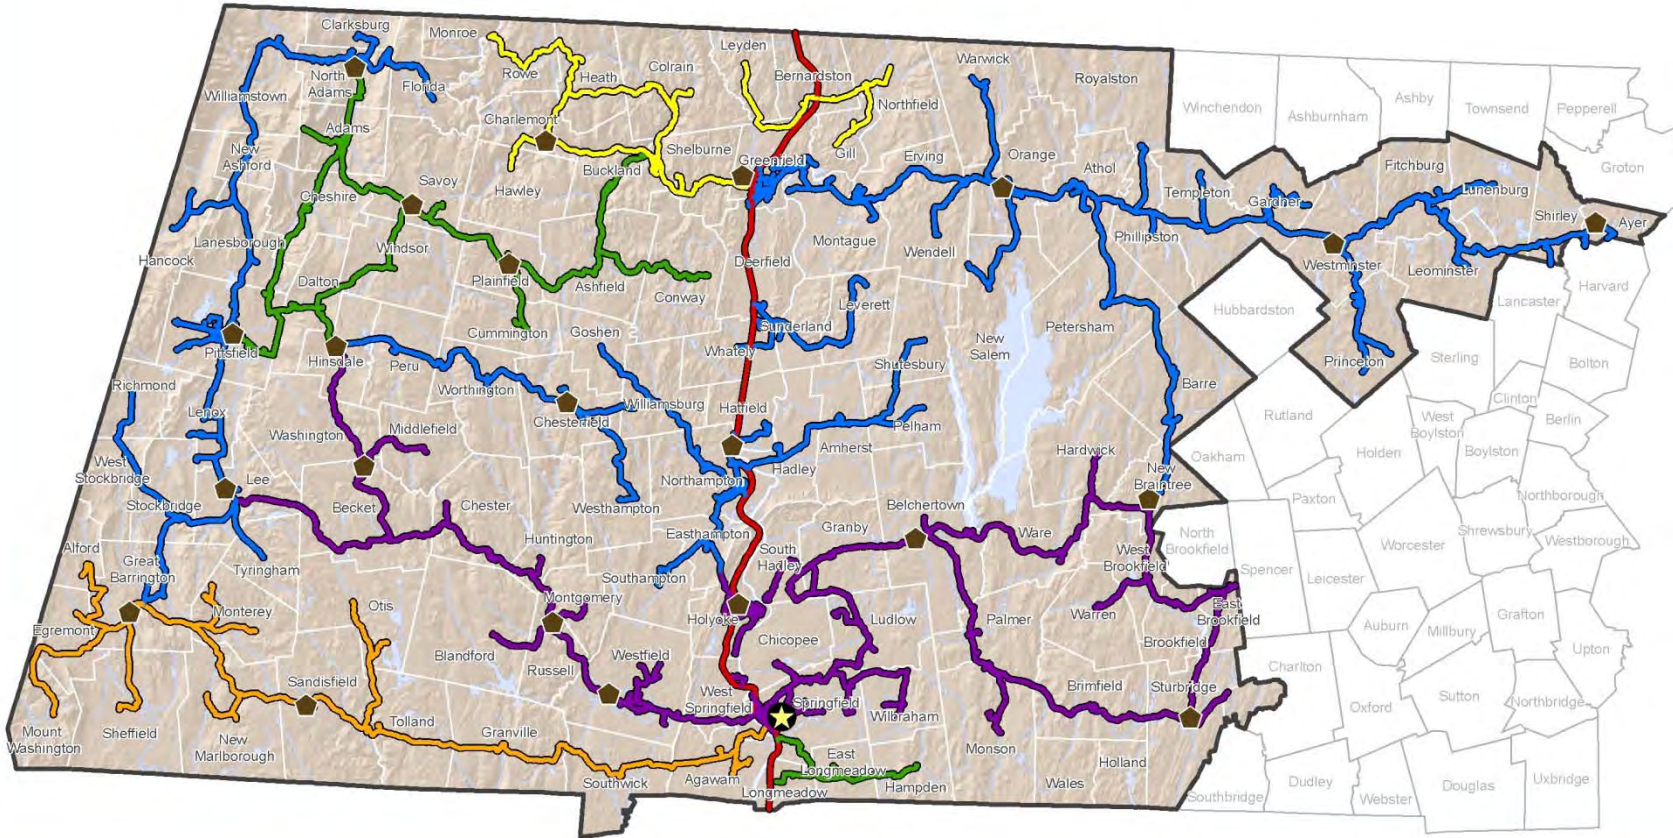 Clarksburg
Monroe
Leyden
Warwick
North
Adams
Florida
Rowe
Heath
Colrain
Bernardston
Royalston
Williamstown
Northfield
Winchendon
Ashburnham
Ashby
Townsend
Pepperell
Groton
Adams
Charlemont
New
Ashford
Shelburne
Greenfield
Gill
Erving
Orange
Athol
Fitchburg
Savoy
Hawley
Buckland
Templeton
Gardner
Lunenburg
Cheshire
Shirley
Ayer
Lanesborough
Hancock
Windsor
Montague
Wendell
Phillipston
Dalton
Plainfield
Ashfield
Deerfield
Westminster
Leominster
Harvard
Conway
Leverett
Lancaster
Hubbardston
Cummington
Goshen
Sunderland
New
Salem
Petersham
Pittsfield
Hinsdale
Peru
Whately
Shutesbury
Princeton
Sterling
Bolton
Richmond
Worthington
Barre
Clinton
Lenox
Chesterfield
Williamsburg
Hatfield
Rutland
West
Boylston
Berlin
Washington
Middlefield
Amherst
Pelham
Boylston
West
Stockbridge
Lee
Northampton
Hadley
Hardwick
New
Braintree
Oakham
Holden
Stockbridge
Becket
Chester
Westhampton
Belchertown
Paxton
Northborough
Easthampton
Granby
Ware
North
Brookfield
Shrewsbury
Westborough
Alford
Great
Barrington
Tyringham
Huntington
Southampton
South
Hadley
West
Brookfield
Spencer
Leicester
Worcester
Monterey
Otis
Montgomery
Holyoke
Ludlow
Palmer
Warren
East
Brookfield
Auburn
Millbury
Grafton
Egremont
Chicopee
Brookfield
Upton
Blandford
Russell
Westfield
Charlton
Sandisfield
West
Springfield
Springfield
Wilbraham
Brimfield
Sturbridge
Oxford
Sutton
Northbridge
Mount
Washington
Sheffield
New
Marlborough
Tolland
Granville
Monson
Holland
East
Longmeadow
Southwick
Agawam
Longmeadow
Hampden
Wales
Southbridge
Dudley
Webster
Douglas
Uxbridge